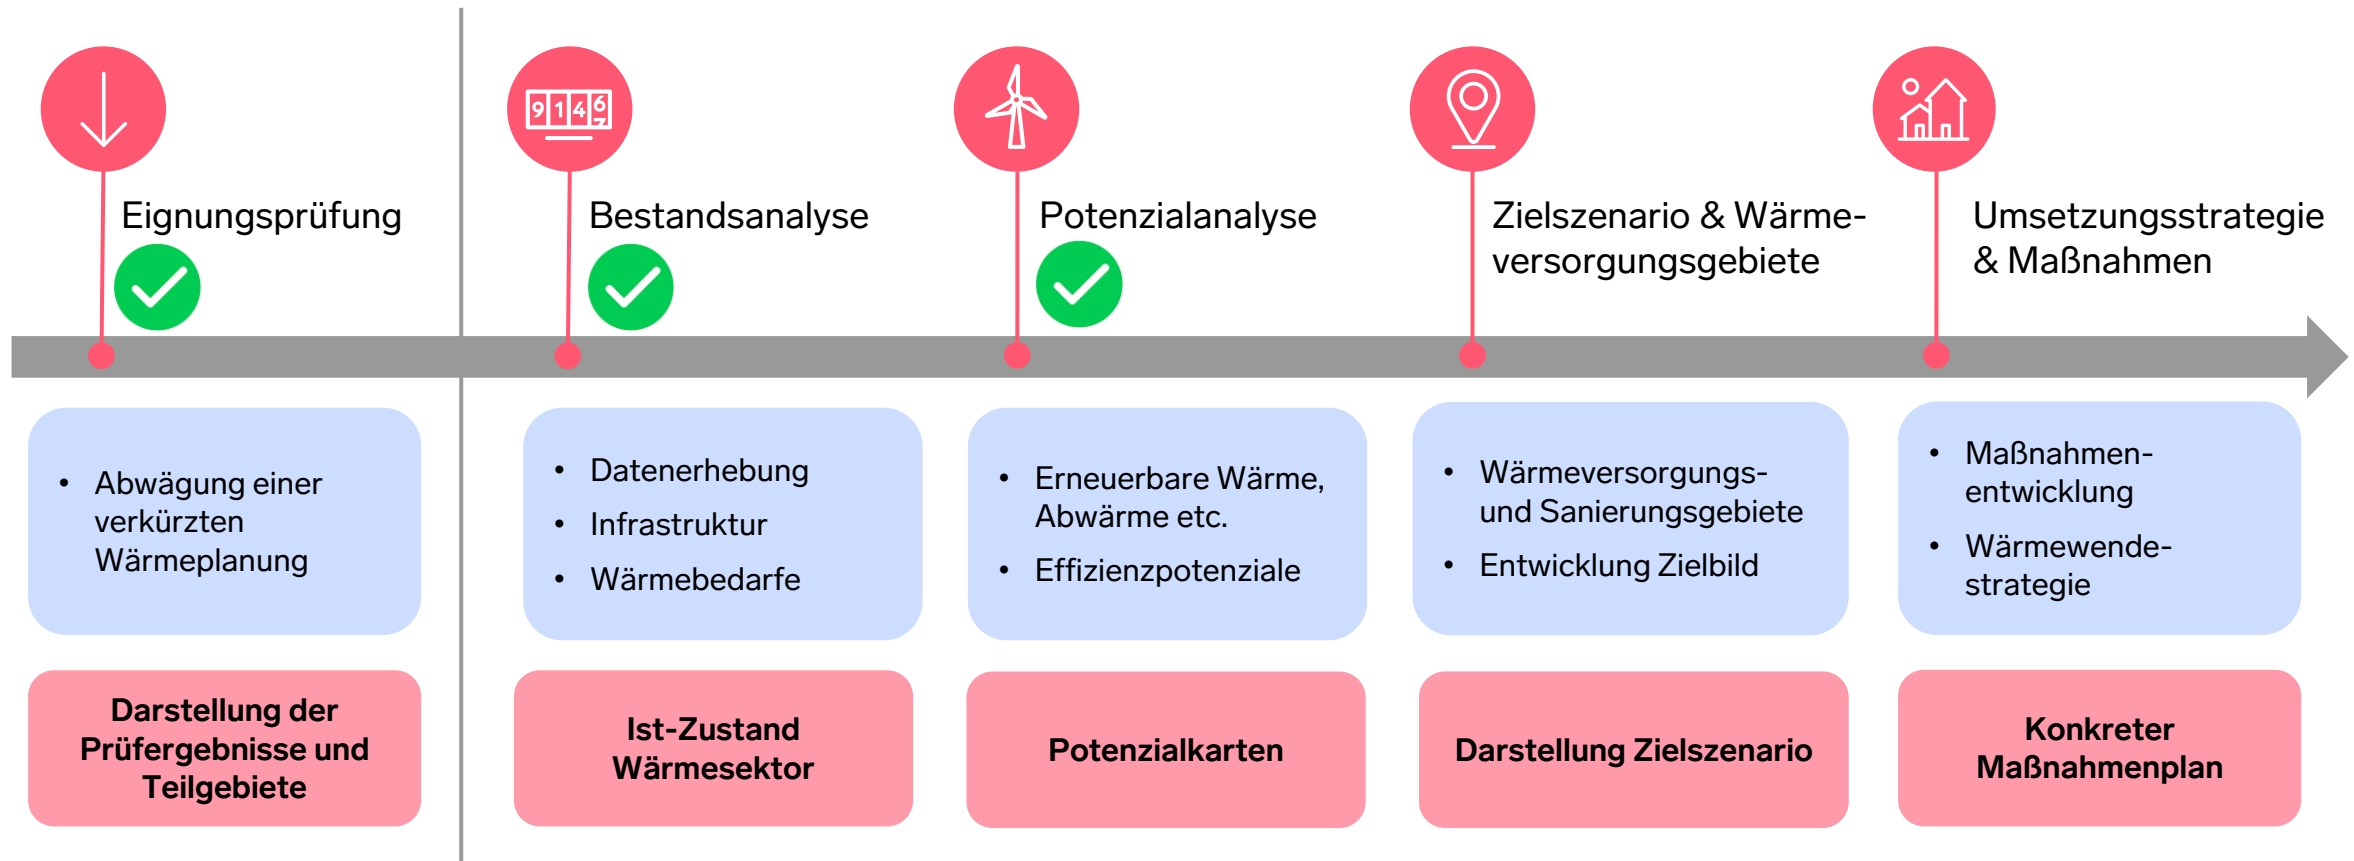 9146
7
Eignungsprüfung
Bestandsanalyse
Potenzialanalyse
Zielszenario & Wärme-
versorgungsgebiete
Umsetzungsstrategie
& Maßnahmen
• Abwägung einer
verkürzten
Wärmeplanung
• Datenerhebung
• Infrastruktur
• Wärmebedarfe
• Erneuerbare Wärme,
Abwärme etc.
• Effizienzpotenziale
• Wärmeversorgungs-
und Sanierungsgebiete
• Entwicklung Zielbild
• Maßnahmen-
entwicklung
• Wärmewende-
strategie
Darstellung der
Prüfergebnisse und
Teilgebiete
Ist-Zustand
Wärmesektor
Potenzialkarten
Darstellung Zielszenario
Konkreter
Maßnahmenplan